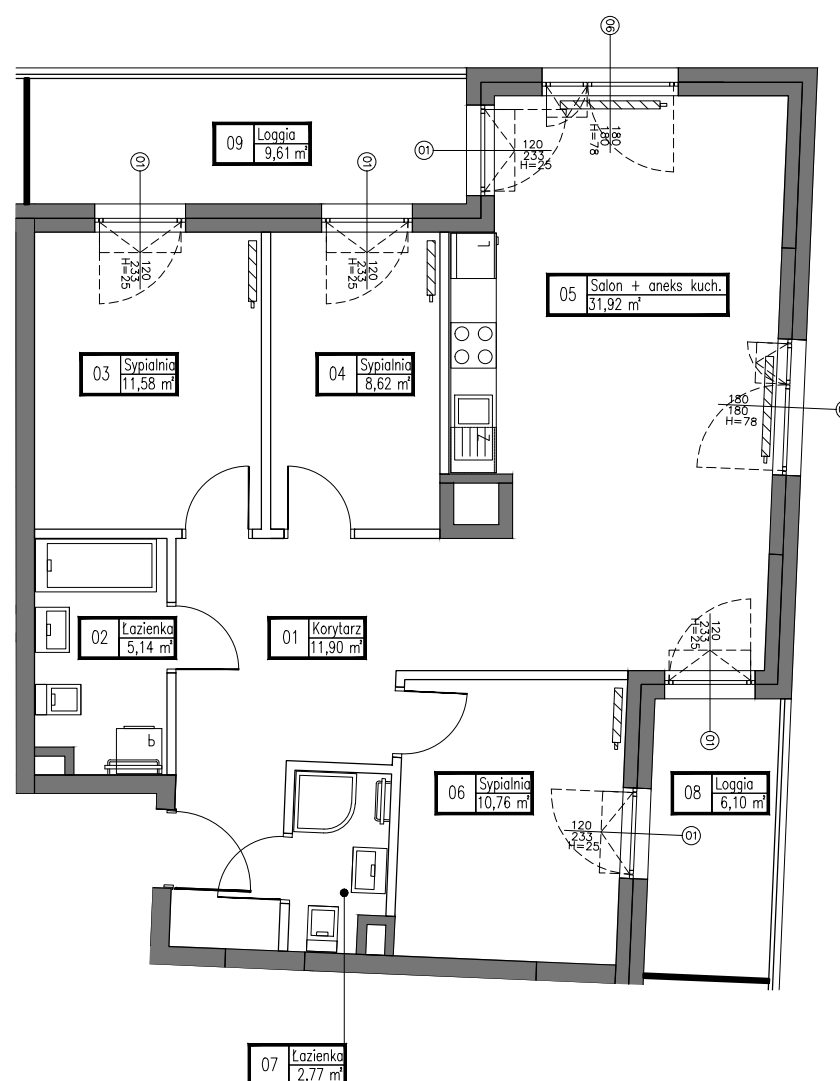 06
09 Loggia
9,61 m²
01
01
01
120
233
H=25
180
180
H=78
120
233
H=25
120
233
H=25
L
05 Salon + aneks kuch.
31,92 m²
03 Sypialnia
11,58 m²
04 Sypialnia
8,62 m²
180
180
H=78
Z
02 Łazienka
5,14 m²
01 Korytarz
11,90 m²
120
233
H=25
01
06 Sypialnia
10,76 m²
08 Loggia
6,10 m²
120
233
H=25
01
07 Łazienka
2,77 m²